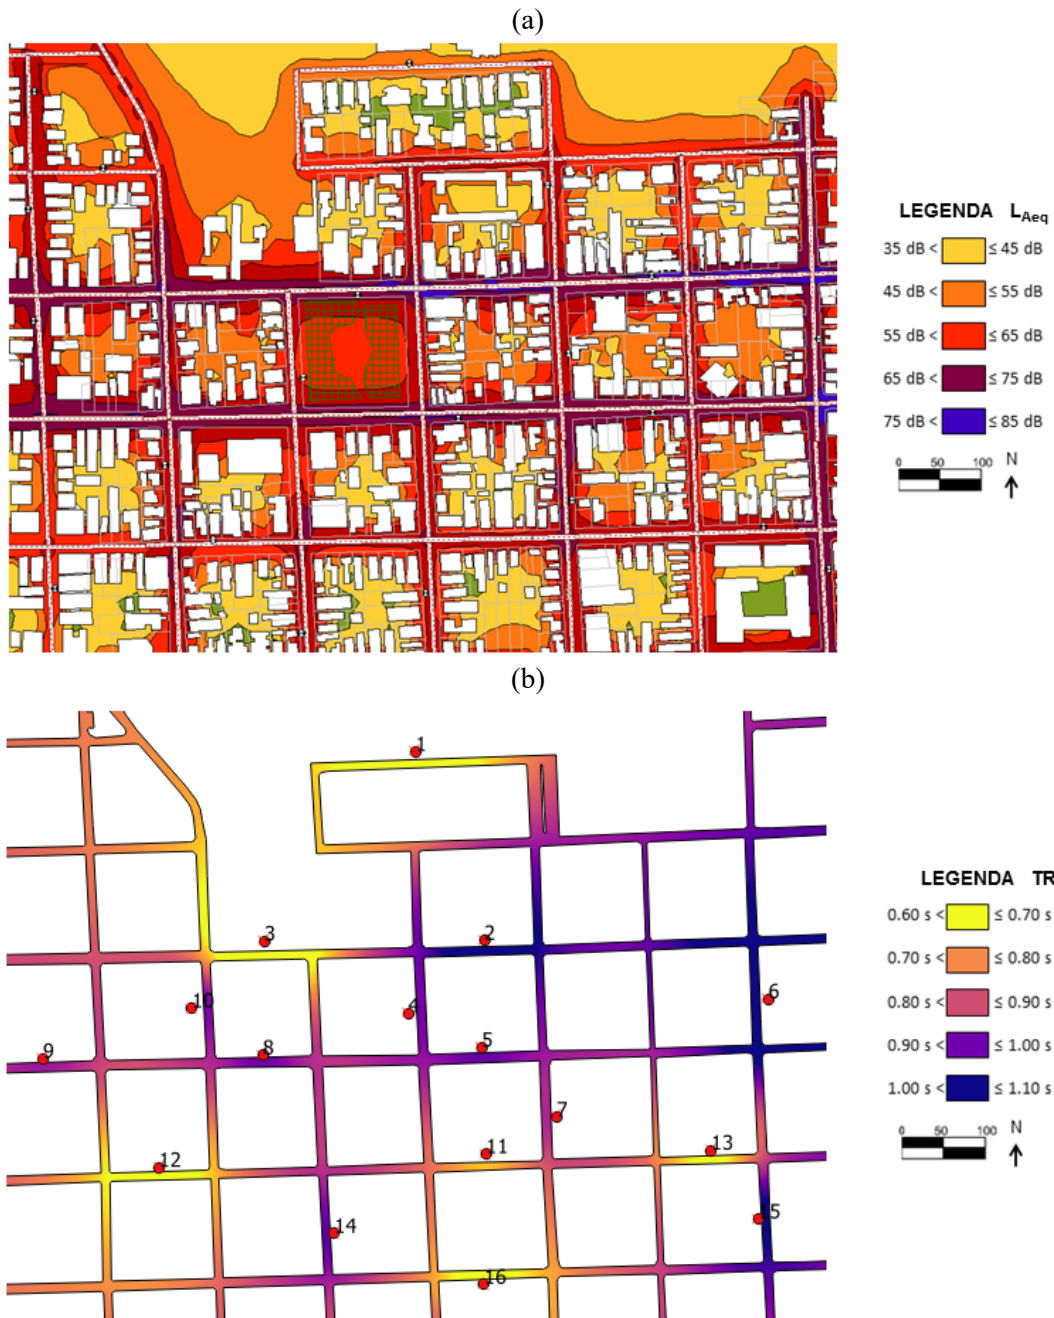 (a)
LEGENDA LAeq
35 dB < ≤ 45 dB
45 dB < ≤ 55 dB
55 dB < ≤ 65 dB
65 dB < ≤ 75 dB
75 dB < ≤ 85 dB
0 50 100 N
(b)
1
3
2
10
4
6
9
8
5
7
12
11
13
14
15
16
LEGENDA TR
0.60 s < ≤ 0.70 s
0.70 s < ≤ 0.80 s
0.80 s < ≤ 0.90 s
0.90 s < ≤ 1.00 s
1.00 s < ≤ 1.10 s
0 50 100 N